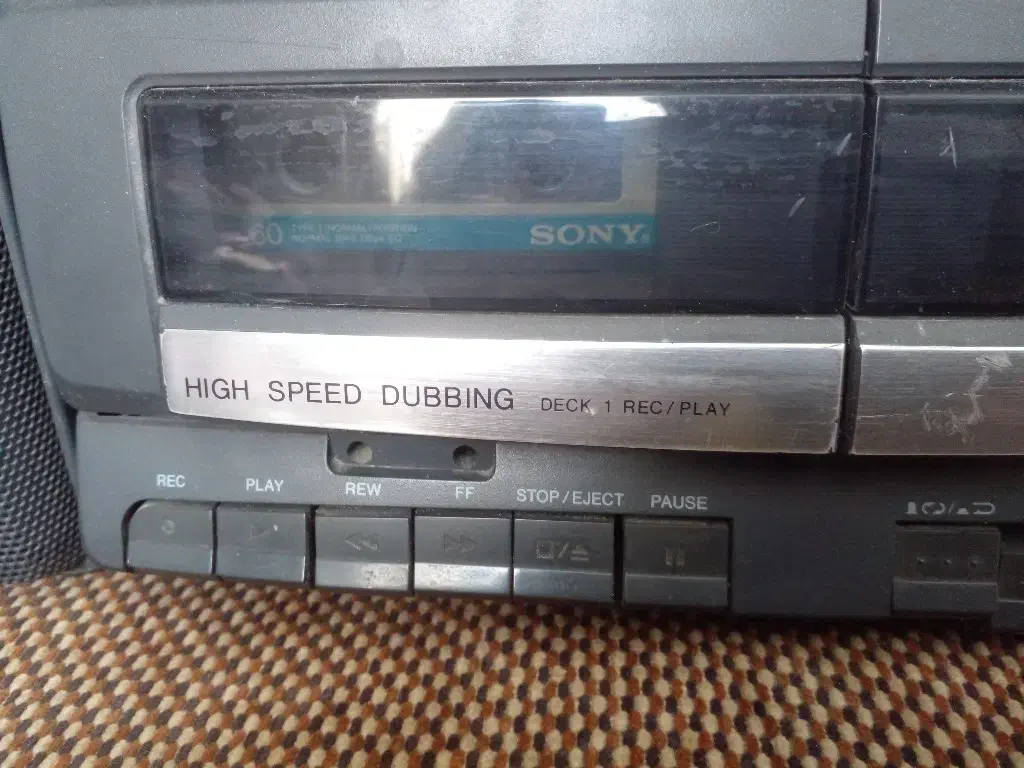 60
SONY
HIGH SPEED DUBBING DECK 1 REC/PLAY
REC PLAY REW FF STOP/EJECT PAUSE